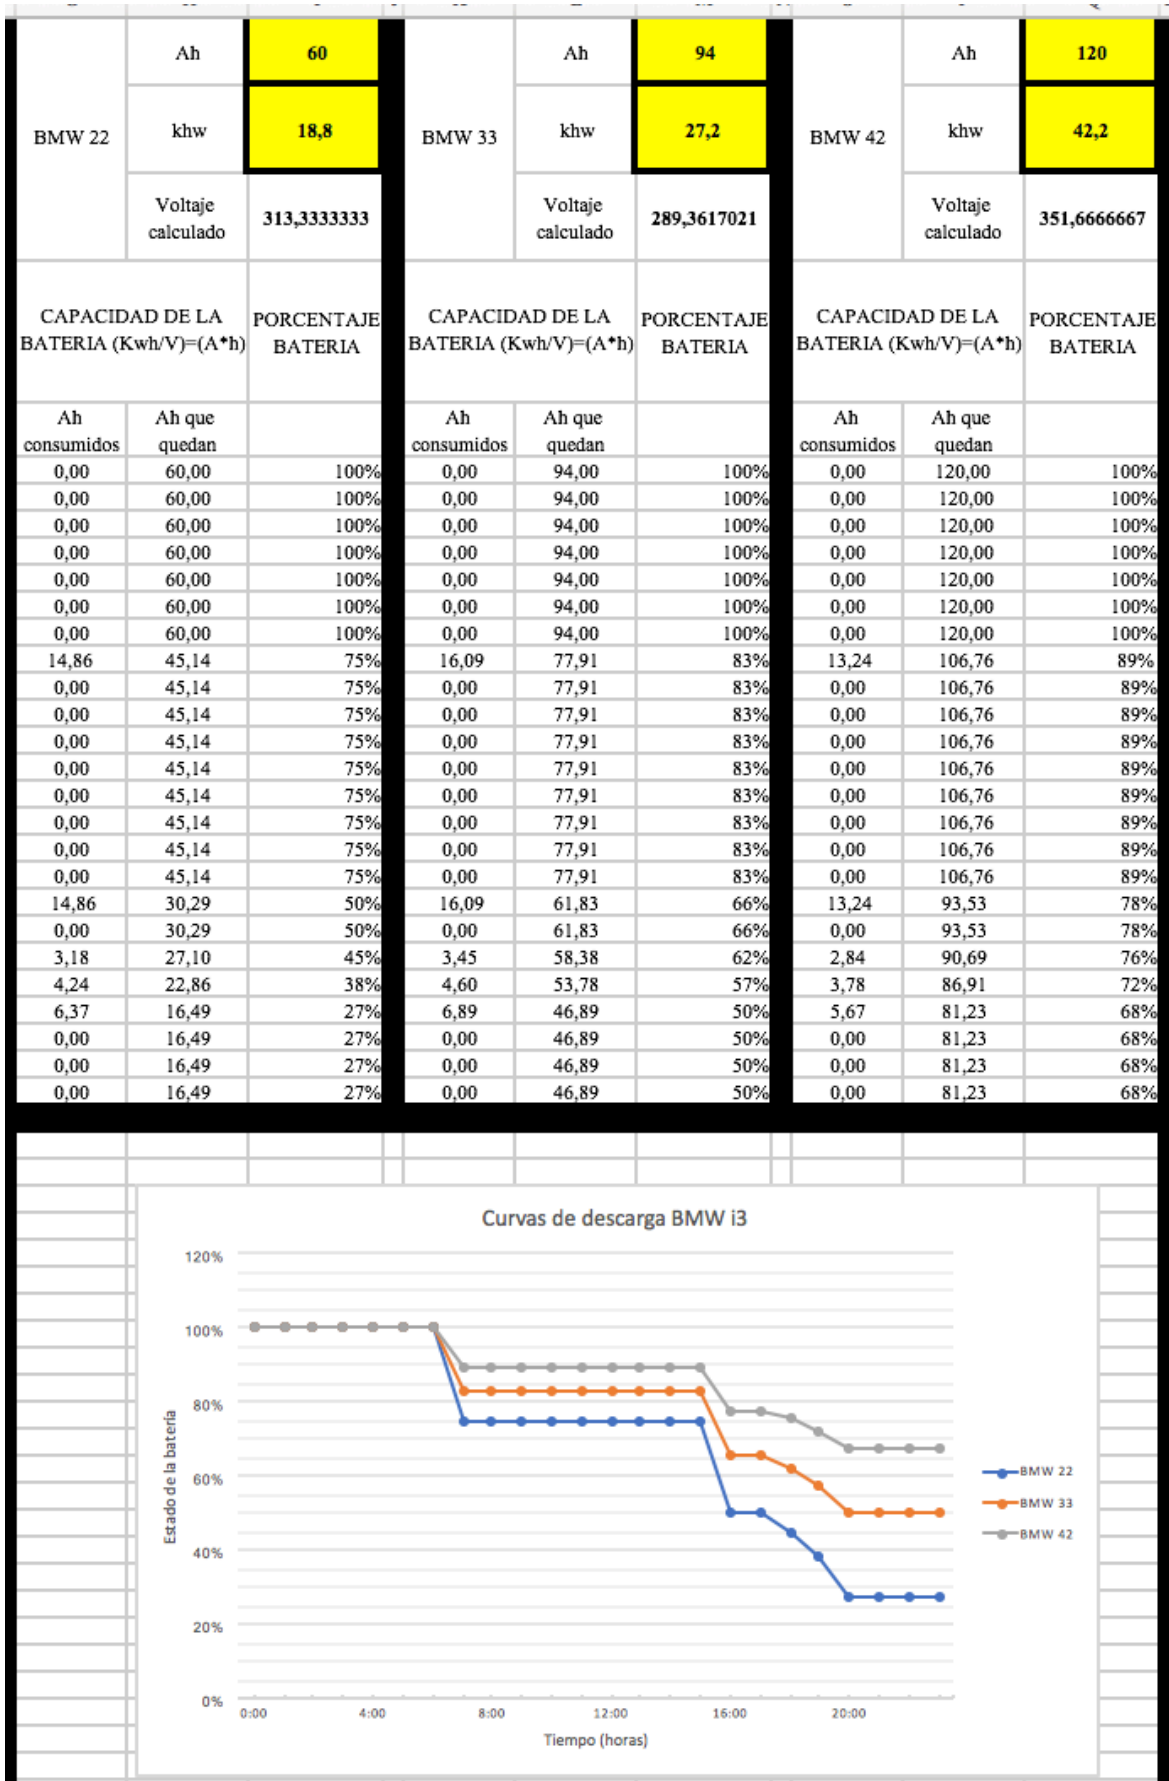 Ah 60 Ah 94 Ah 120
BMW 22 khw 18,8 BMW 33 khw 27,2 BMW 42 khw 42,2
Voltaje calculado 313,3333333 Voltaje calculado 289,3617021 Voltaje calculado 351,6666667
CAPACIDAD DE LA PORCENTAJE CAPACIDAD DE LA PORCENTAJE CAPACIDAD DE LA PORCENTAJE
BATERIA (Kwh/V)=(A*h) BATERIA BATERIA (Kwh/V)=(A*h) BATERIA BATERIA (Kwh/V)=(A*h) BATERIA
Ah Ah que Ah Ah que Ah Ah que
consumidos quedan consumidos quedan consumidos quedan
0,00 60,00 100% 0,00 94,00 100% 0,00 120,00 100%
0,00 60,00 100% 0,00 94,00 100% 0,00 120,00 100%
0,00 60,00 100% 0,00 94,00 100% 0,00 120,00 100%
0,00 60,00 100% 0,00 94,00 100% 0,00 120,00 100%
0,00 60,00 100% 0,00 94,00 100% 0,00 120,00 100%
0,00 60,00 100% 0,00 94,00 100% 0,00 120,00 100%
0,00 60,00 100% 0,00 94,00 100% 0,00 120,00 100%
14,86 45,14 75% 16,09 77,91 83% 13,24 106,76 89%
0,00 45,14 75% 0,00 77,91 83% 0,00 106,76 89%
0,00 45,14 75% 0,00 77,91 83% 0,00 106,76 89%
0,00 45,14 75% 0,00 77,91 83% 0,00 106,76 89%
0,00 45,14 75% 0,00 77,91 83% 0,00 106,76 89%
0,00 45,14 75% 0,00 77,91 83% 0,00 106,76 89%
0,00 45,14 75% 0,00 77,91 83% 0,00 106,76 89%
0,00 45,14 75% 0,00 77,91 83% 0,00 106,76 89%
0,00 45,14 75% 0,00 77,91 83% 0,00 106,76 89%
14,86 30,29 50% 16,09 61,83 66% 13,24 93,53 78%
0,00 30,29 50% 0,00 61,83 66% 0,00 93,53 78%
3,18 27,10 45% 3,45 58,38 62% 2,84 90,69 76%
4,24 22,86 38% 4,60 53,78 57% 3,78 86,91 72%
6,37 16,49 27% 6,89 46,89 50% 5,67 81,23 68%
0,00 16,49 27% 0,00 46,89 50% 0,00 81,23 68%
0,00 16,49 27% 0,00 46,89 50% 0,00 81,23 68%
0,00 16,49 27% 0,00 46,89 50% 0,00 81,23 68%
Curvas de descarga BMW i3
120%
100%
80%
60%
40%
20%
0%
Estado de la batería
0:00 4:00 8:00 12:00 16:00 20:00
Tiempo (horas)
BMW 22
BMW 33
BMW 42